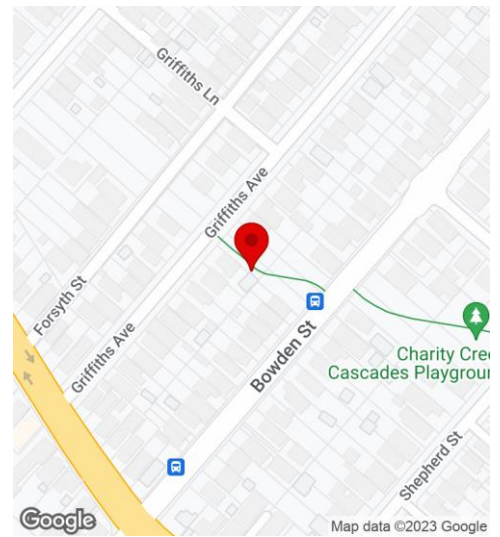 Griffiths Ln
Griffiths Ave
Forsyth St
Griffiths Ave
Bowden St
Charity Cree
Cascades Playgroun
Shepherd St
Google
Map data ©2023 Google